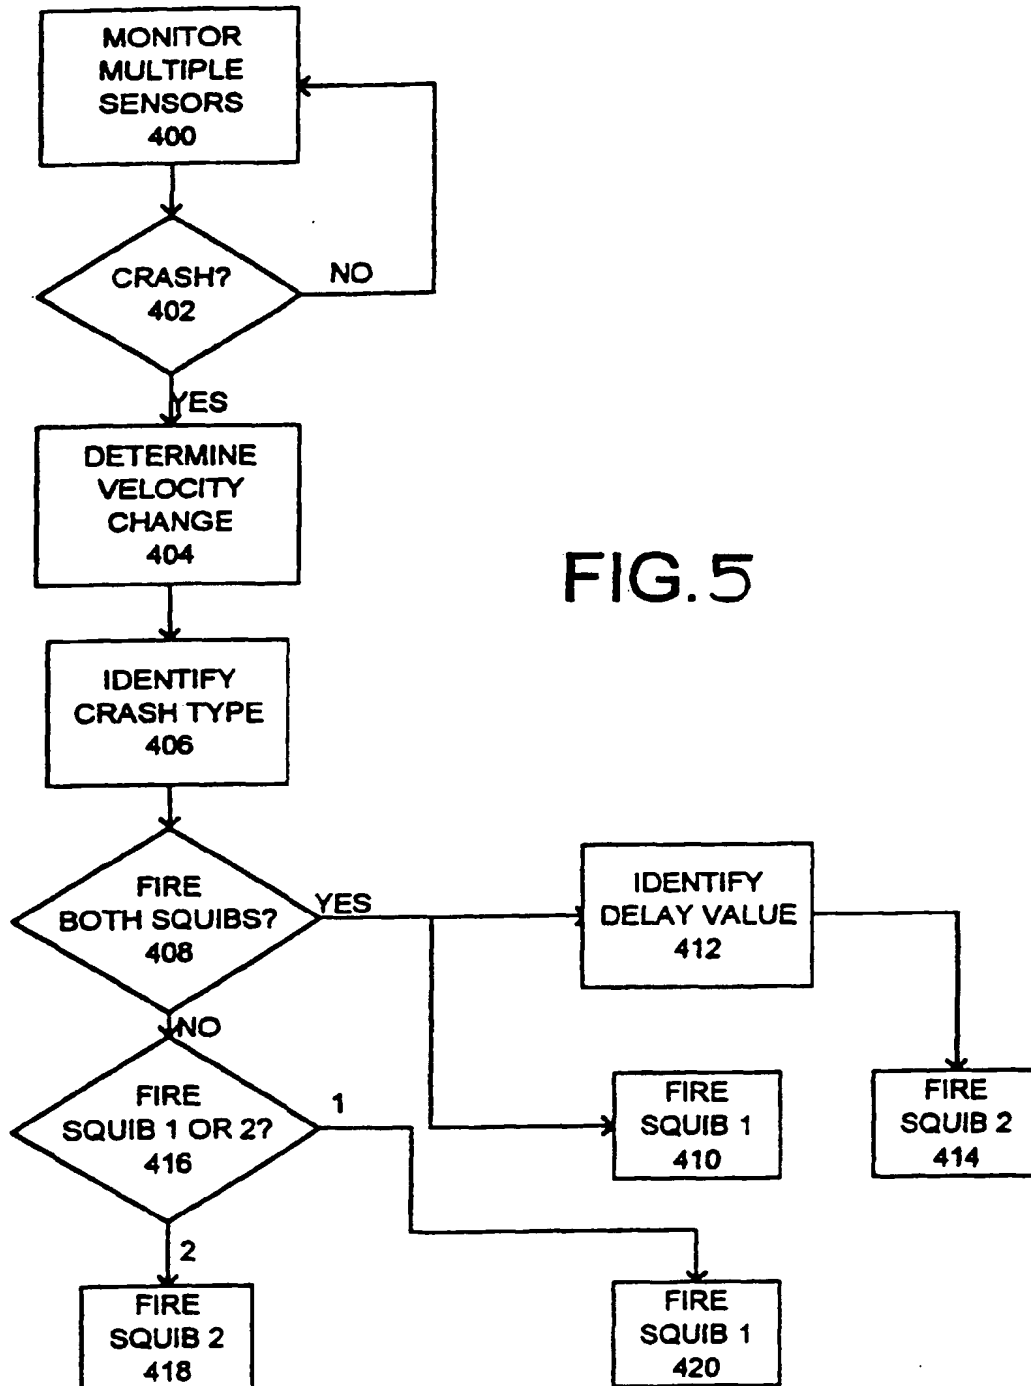 MONITOR
MULTIPLE
SENSORS
400
CRASH?
402
NO
YES
DETERMINE
VELOCITY
CHANGE
404
FIG.5
IDENTIFY
CRASH TYPE
406
FIRE
BOTH SQUIBS?
408
YES
IDENTIFY
DELAY VALUE
412
NO
FIRE
SQUIB 1 OR 2?
416
1
FIRE
SQUIB 1
410
FIRE
SQUIB 2
414
2
FIRE
SQUIB 2
418
FIRE
SQUIB 1
420